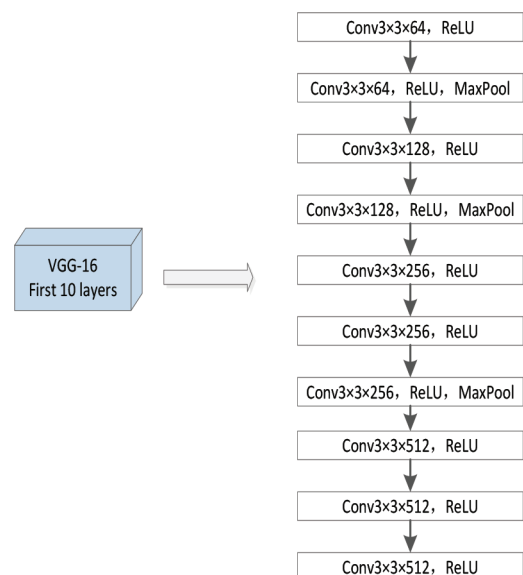 Conv3×3×64，ReLU
Conv3×3×64，ReLU，MaxPool
Conv3×3×128，ReLU
Conv3×3×128，ReLU，MaxPool
VGG-16
First 10 layers
Conv3×3×256，ReLU
Conv3×3×256，ReLU
Conv3×3×256，ReLU，MaxPool
Conv3×3×512，ReLU
Conv3×3×512，ReLU
Conv3×3×512，ReLU